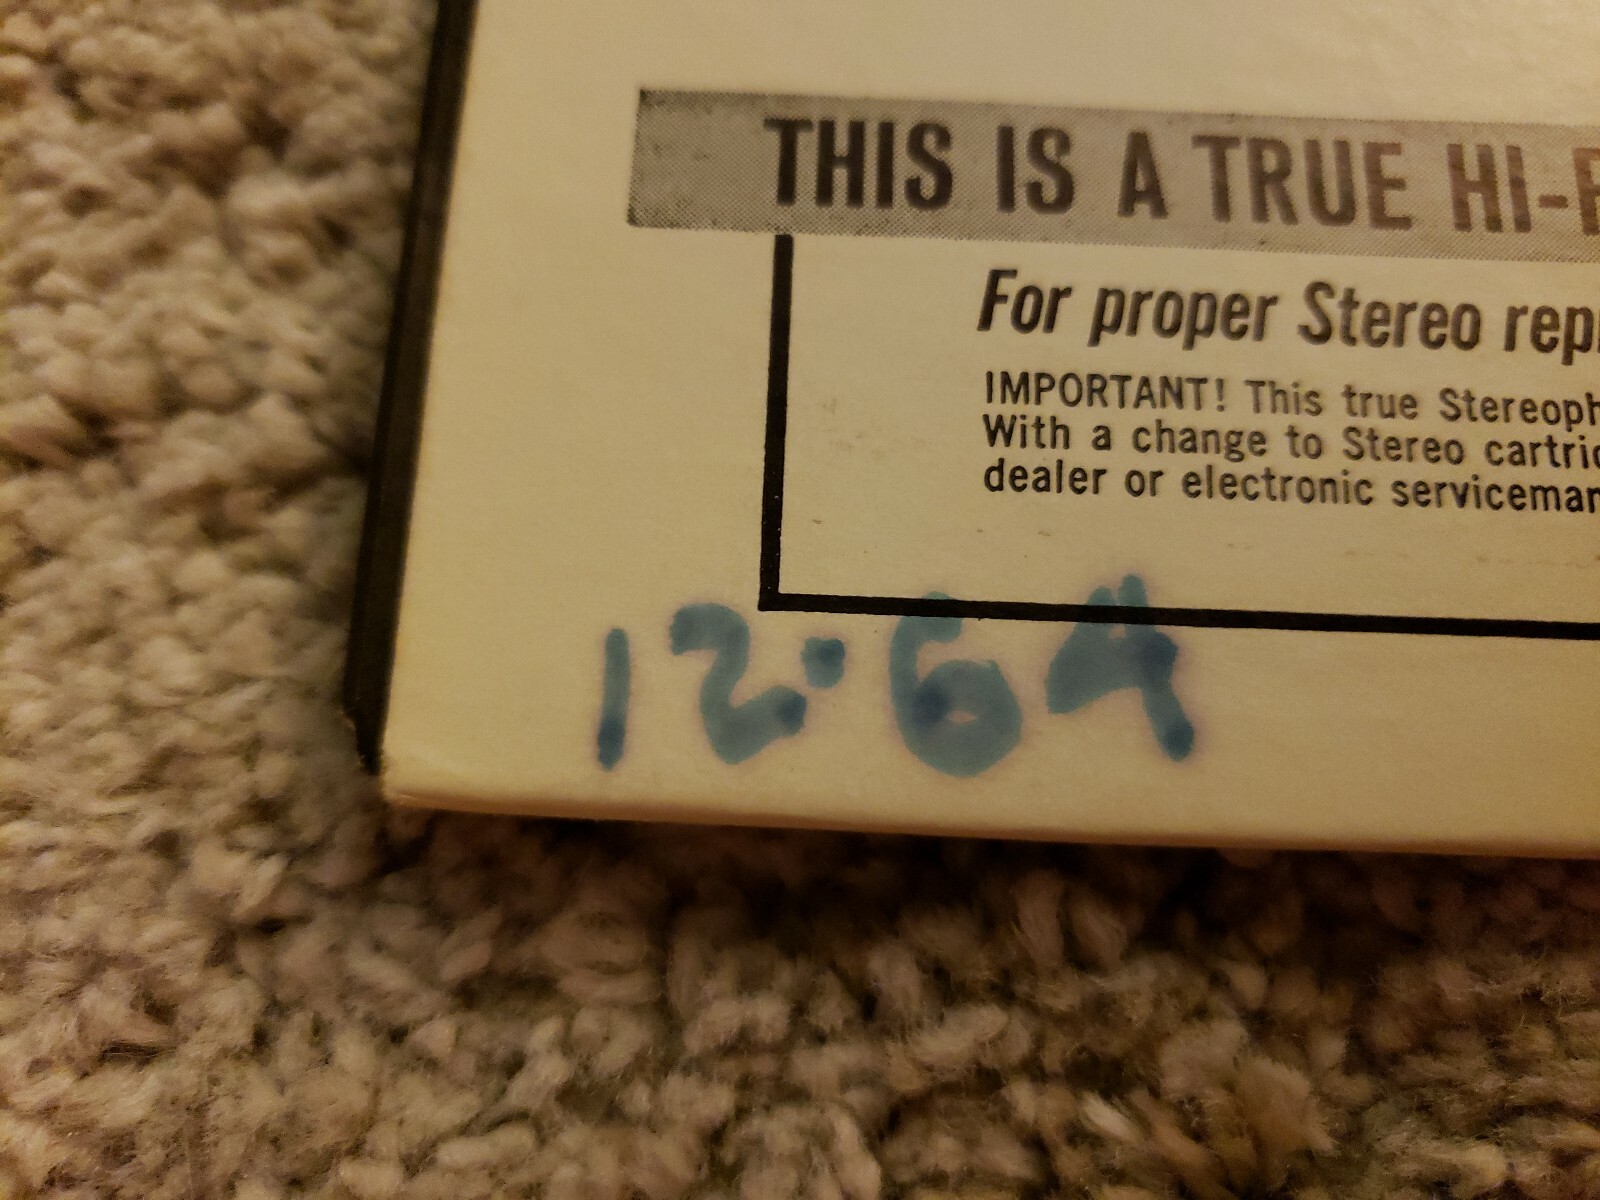 THIS IS A TRUE HI-
For proper Stereo
IMPORTANT! This true
With a change to Stereo
dealer or electronic
12·64